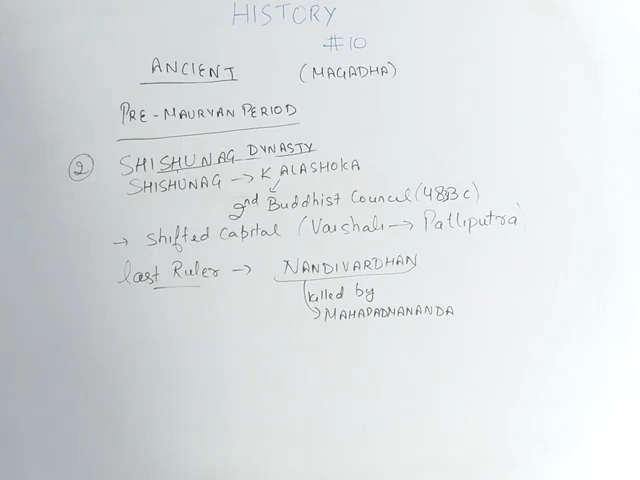 HISTORY
#10
ANCIENT (MAGADHA)
PRE-MAURYAN PERIOD
② SHISHUNAG DYNASTY
SHISHUNAG → KALASHOKA
2nd Buddhist Council (483BC)
→ Shifted Capital (Vaishali → Patliputra)
last Ruler → NANDIVARDHAN
killed by
→ MAHAPADMANANDA